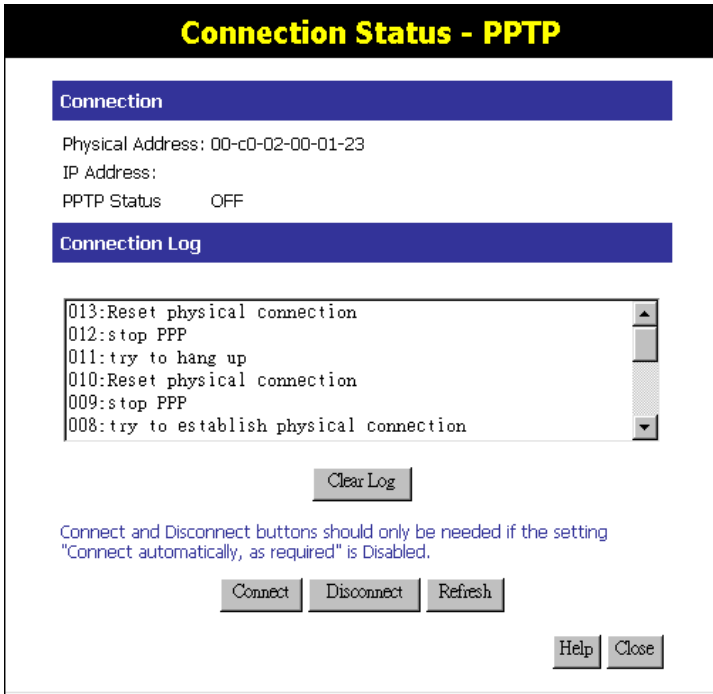 Connection Status - PPTP
Connection
Physical Address: 00-c0-02-00-01-23
IP Address:
PPTP Status OFF
Connection Log
013:Reset physical connection
012:stop PPP
011:try to hang up
010:Reset physical connection
009:stop PPP
008:try to establish physical connection
Clear Log
Connect and Disconnect buttons should only be needed if the setting
"Connect automatically, as required" is Disabled.
Connect Disconnect Refresh
Help Close